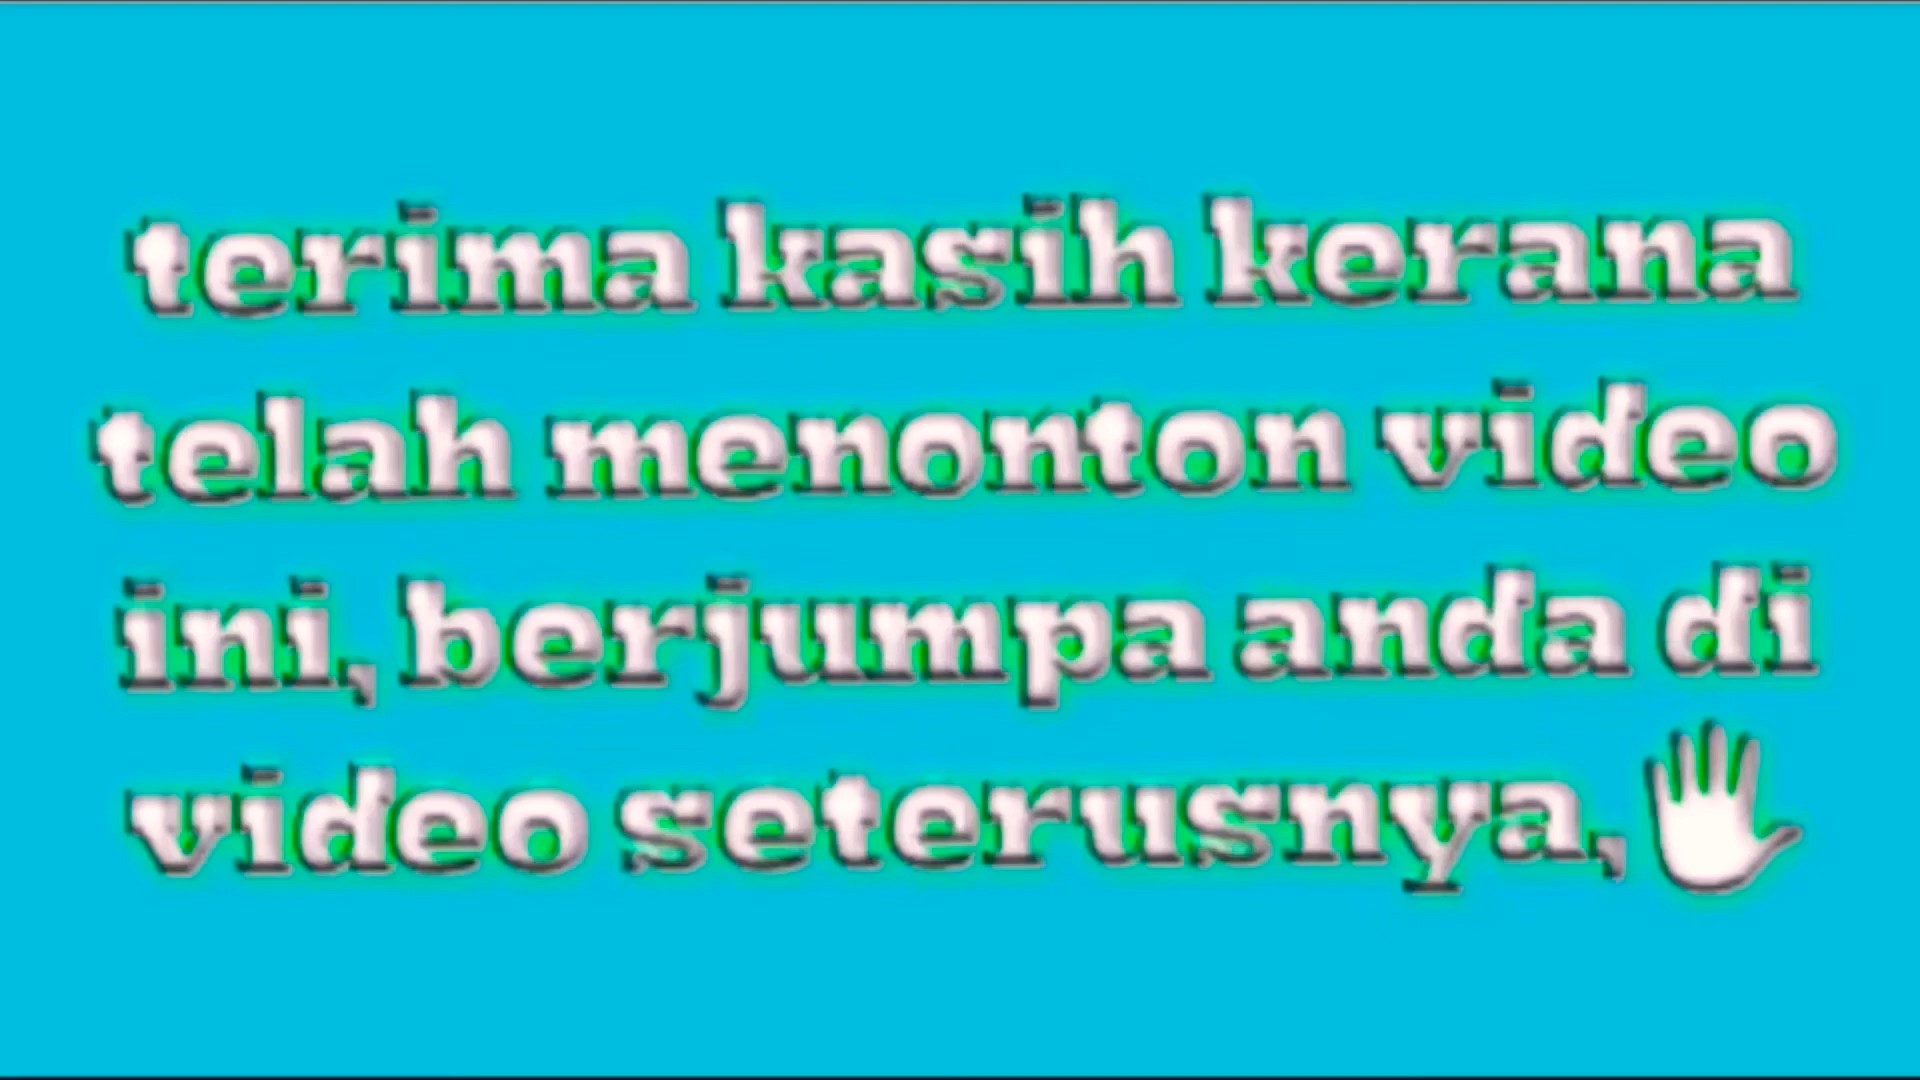 terima kasih kerana
telah menonton video
ini, berjumpa anda di
video seterusnya,🖐